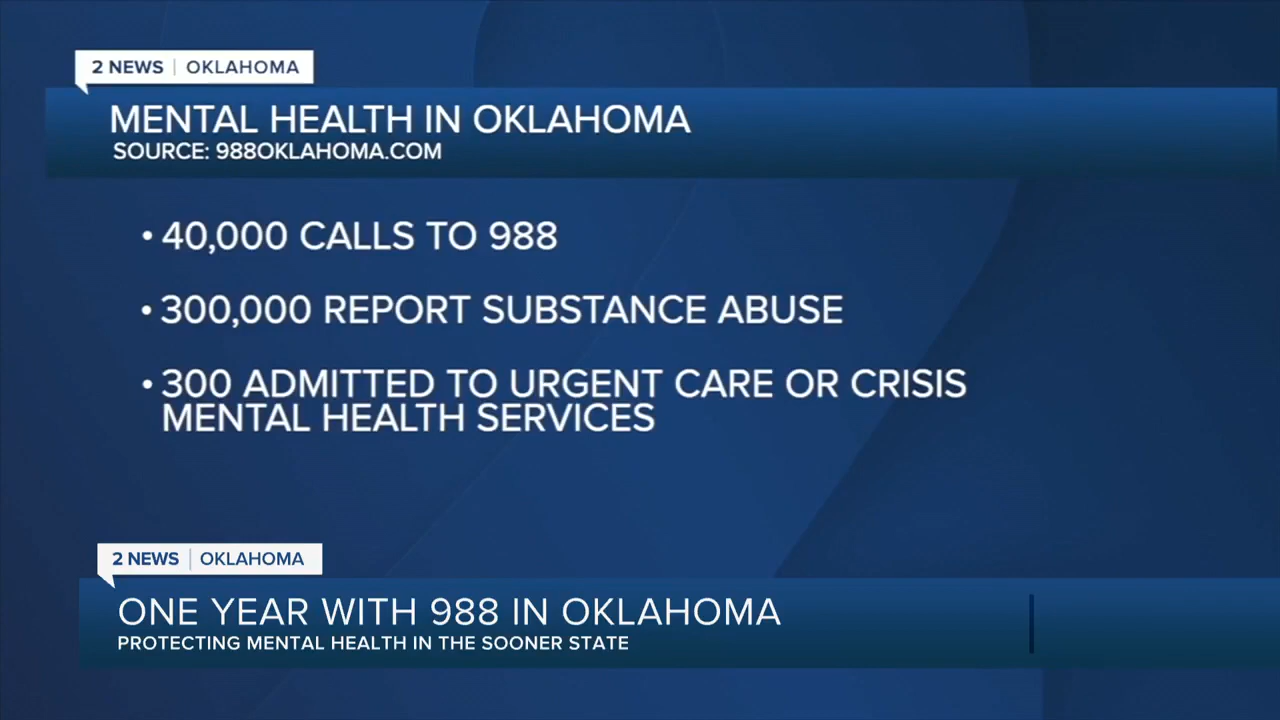 2 NEWS | OKLAHOMA
MENTAL HEALTH IN OKLAHOMA
SOURCE: 988OKLAHOMA.COM
• 40,000 CALLS TO 988
• 300,000 REPORT SUBSTANCE ABUSE
• 300 ADMITTED TO URGENT CARE OR CRISIS
MENTAL HEALTH SERVICES
2 NEWS | OKLAHOMA
ONE YEAR WITH 988 IN OKLAHOMA
PROTECTING MENTAL HEALTH IN THE SOONER STATE